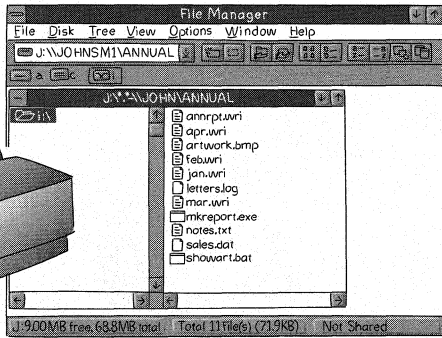 File Manager
File Disk Tree View Options Window Help
J:\\JOHNSM1\ANNUAL
a c
J:\*.*-\\JOHN\ANNUAL
annrpt.wri
apr.wri
artwork.bmp
feb.wri
jan.wri
letters.log
mar.wri
mkreport.exe
notes.txt
sales.dat
showart.bat
J:9.00MB free, 68.8MB total Total 11 file(s) (71.9KB) Not Shared